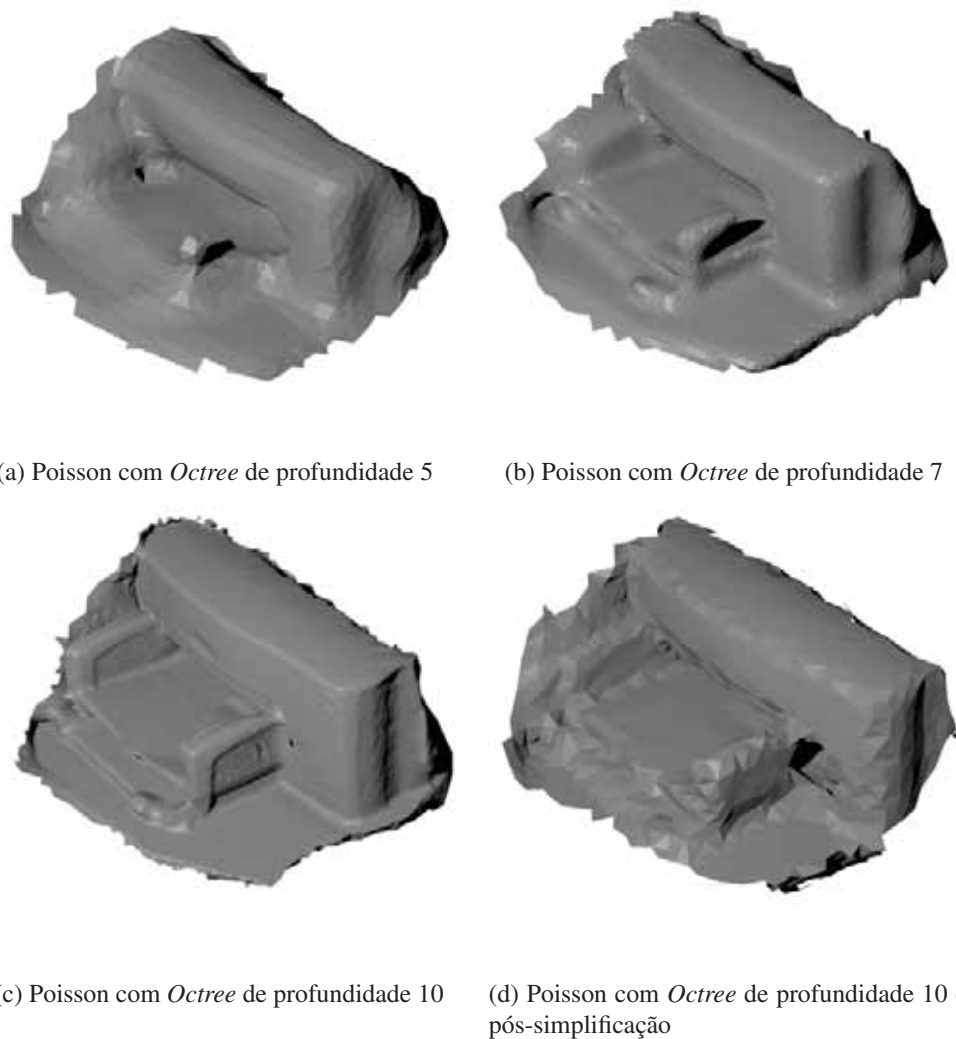 (a) Poisson com Octree de profundidade 5
(b) Poisson com Octree de profundidade 7
(c) Poisson com Octree de profundidade 10
(d) Poisson com Octree de profundidade 10
pós-simplificação